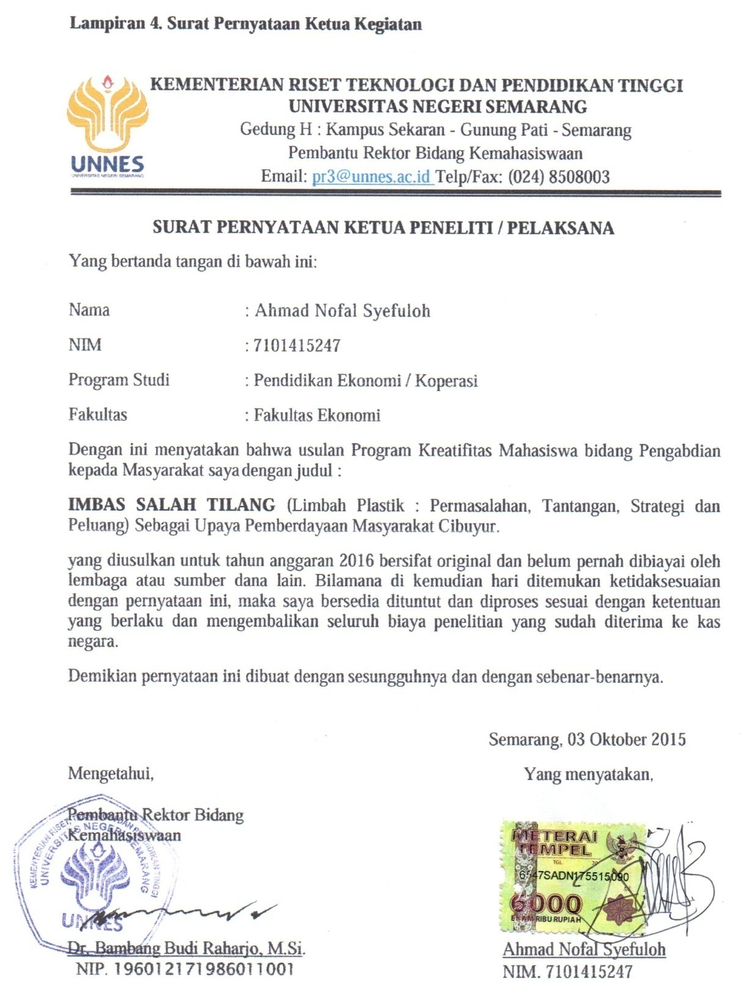 Lampiran 4. Surat Pernyataan Ketua Kegiatan
KEMENTERIAN RISET TEKNOLOGI DAN PENDIDIKAN TINGGI
UNIVERSITAS NEGERI SEMARANG
Gedung H : Kampus Sekaran - Gunung Pati - Semarang
Pembantu Rektor Bidang Kemahasiswaan
Email: pr3@unnes.ac.id Telp/Fax: (024) 8508003
UNNES
UNIVERSITAS NEGERI SEMARANG
SURAT PERNYATAAN KETUA PENELITI / PELAKSANA
Yang bertanda tangan di bawah ini:
Nama : Ahmad Nofal Syefuloh
NIM : 7101415247
Program Studi : Pendidikan Ekonomi / Koperasi
Fakultas : Fakultas Ekonomi
Dengan ini menyatakan bahwa usulan Program Kreatifitas Mahasiswa bidang Pengabdian
kepada Masyarakat saya dengan judul :
IMBAS SALAH TILANG (Limbah Plastik : Permasalahan, Tantangan, Strategi dan
Peluang) Sebagai Upaya Pemberdayaan Masyarakat Cibuyur.
yang diusulkan untuk tahun anggaran 2016 bersifat original dan belum pernah dibiayai oleh
lembaga atau sumber dana lain. Bilamana di kemudian hari ditemukan ketidaksesuaian
dengan pernyataan ini, maka saya bersedia dituntut dan diproses sesuai dengan ketentuan
yang berlaku dan mengembalikan seluruh biaya penelitian yang sudah diterima ke kas
negara.
Demikian pernyataan ini dibuat dengan sesungguhnya dan dengan sebenar-benarnya.
Semarang, 03 Oktober 2015
Mengetahui,
Yang menyatakan,
Pembantu Rektor Bidang
Kemahasiswaan
KEMENTERIAN RISET, TEKNOLOGI DAN PENDIDIKAN TINGGI
UNIVERSITAS NEGERI SEMARANG
UNNES
METERAI
TEMPEL
TGL. 20
6000
ENAM RIBU RUPIAH
Dr. Bambang Budi Raharjo, M.Si.
NIP. 196012171986011001
Ahmad Nofal Syefuloh
NIM. 7101415247